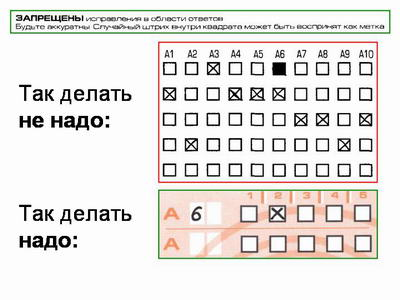 ЗАПРЕЩЕНЫ исправления в области ответов
Будьте аккуратны. Случайный штрих внутри квадрата может быть воспринят как метка
A1 A2 A3 A4 A5 A6 A7 A8 A9 A10
Так делать
не надо:
Так делать
надо:
1 2 3 4 5
A 6
A